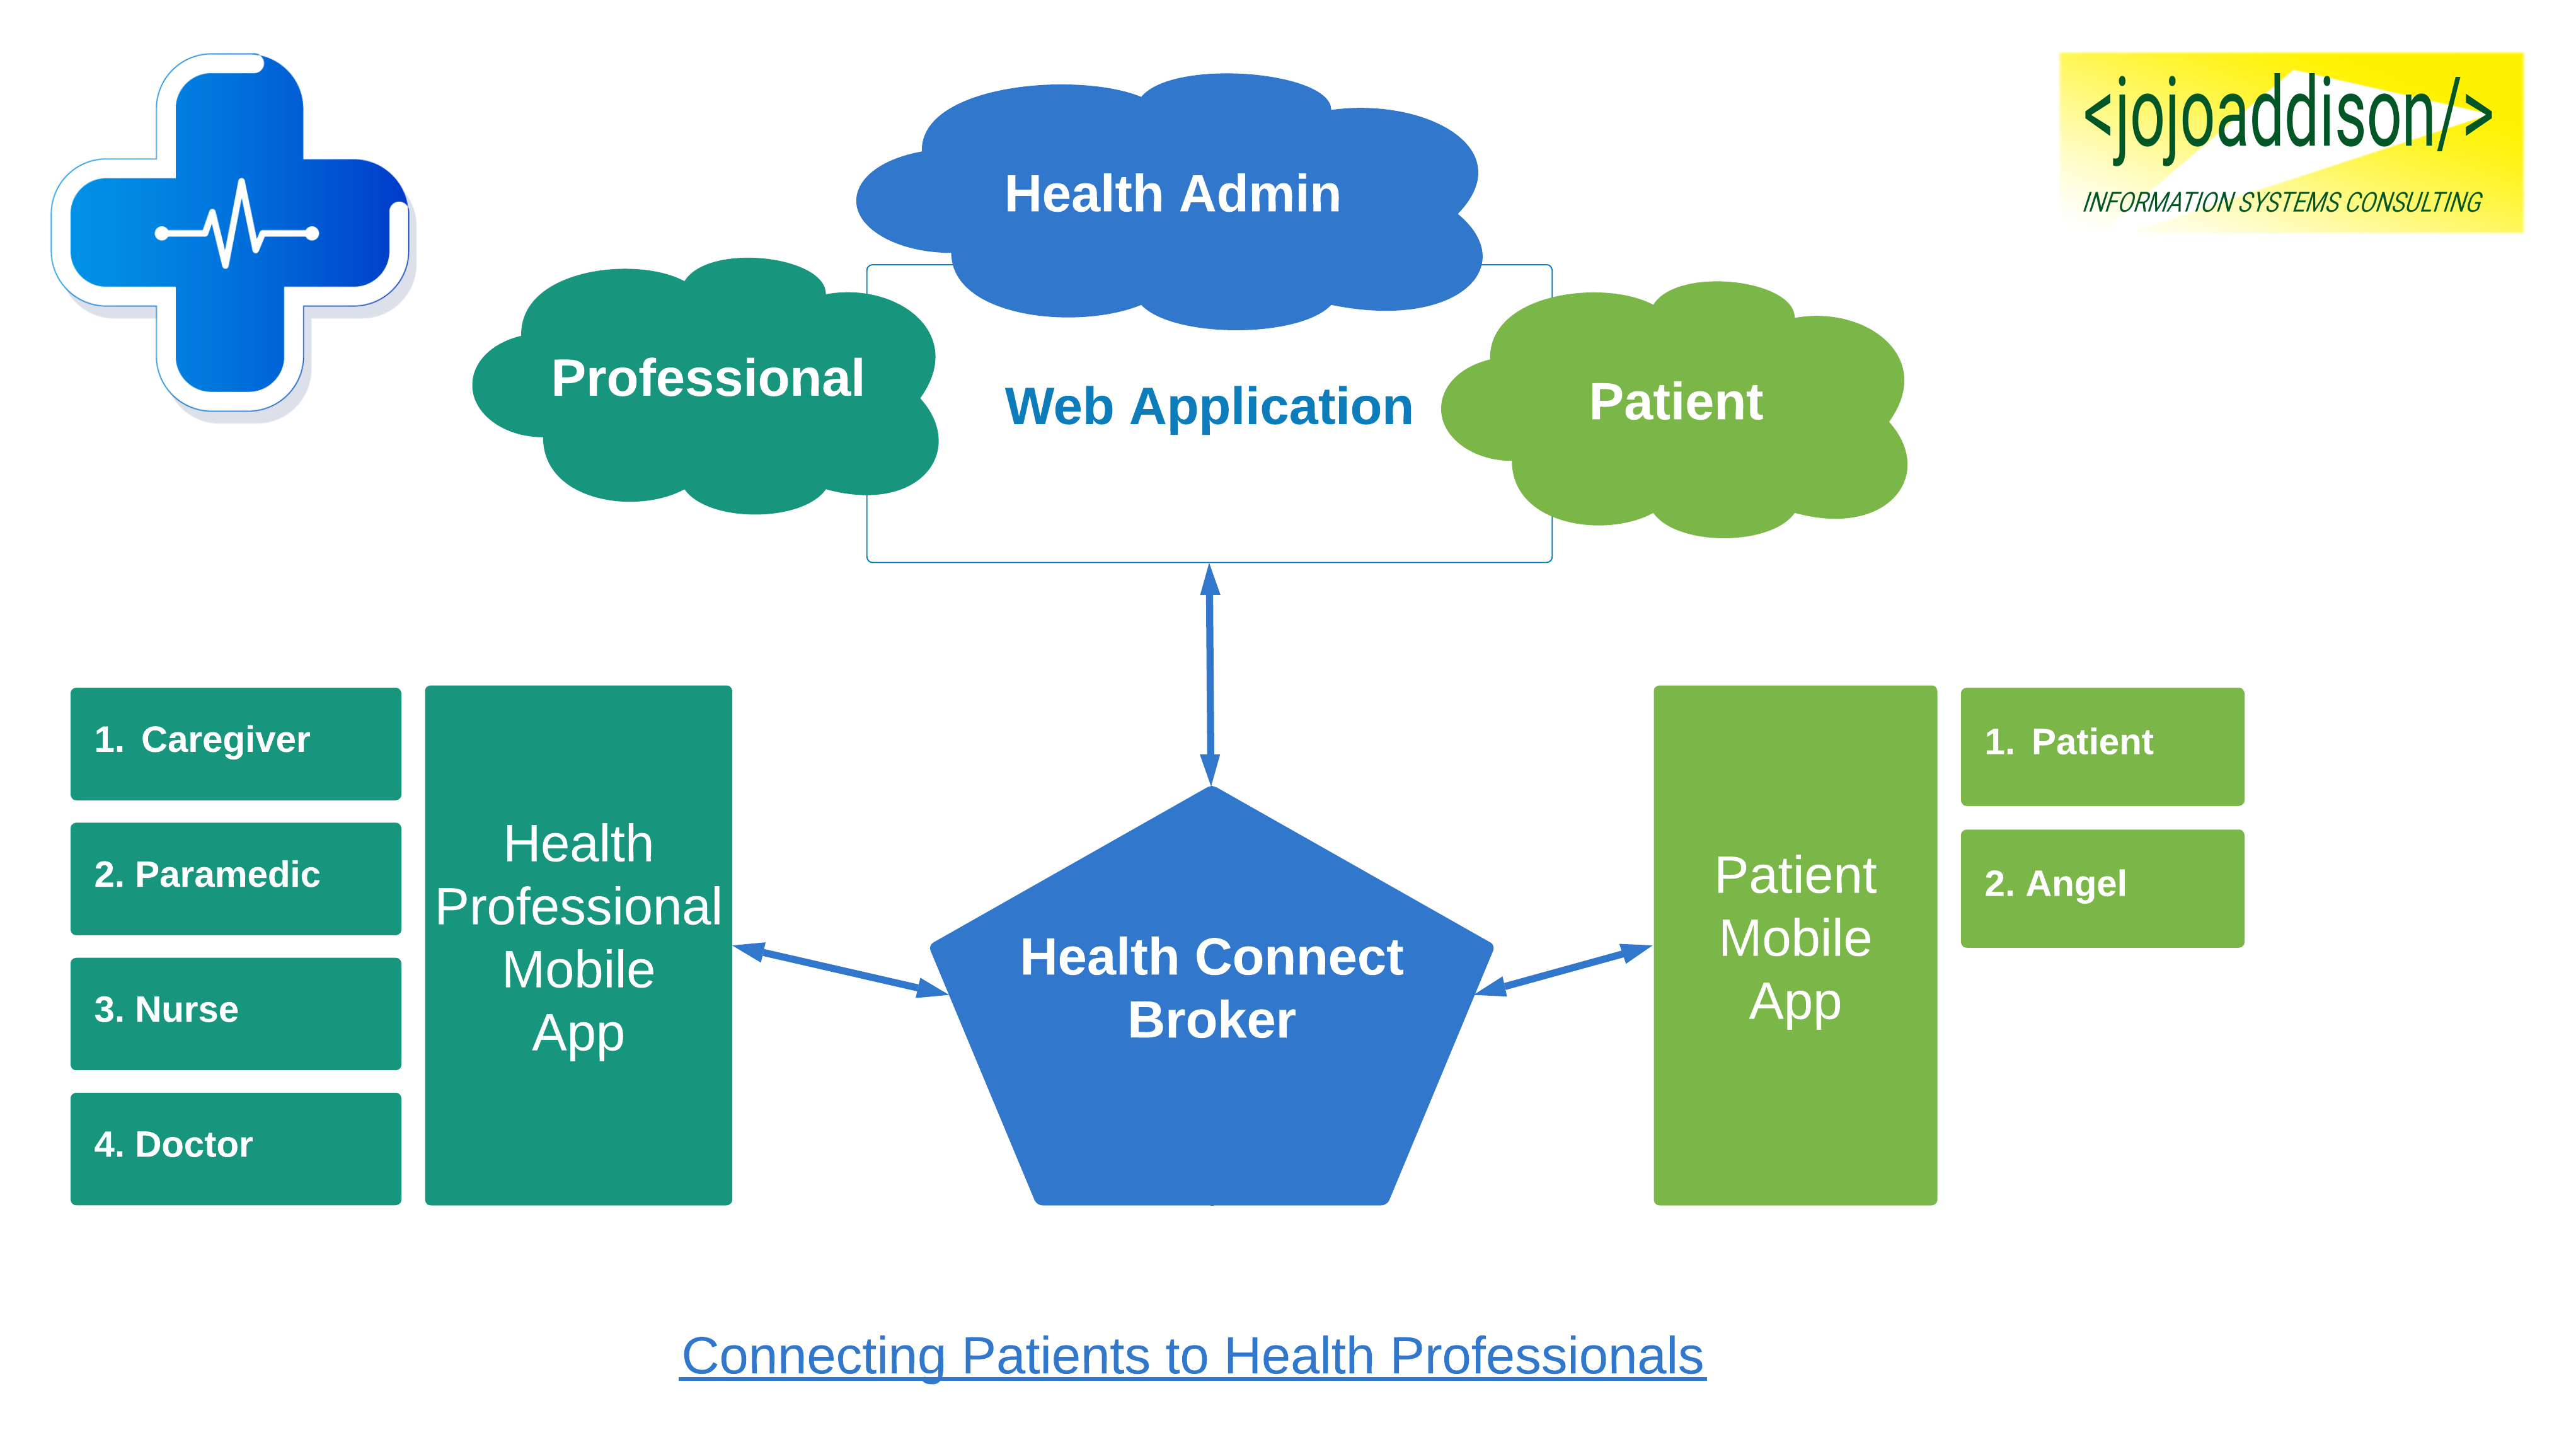 <jojoaddison/>
INFORMATION SYSTEMS CONSULTING
Health Admin
Professional
Web Application
Patient
1. Caregiver
2. Paramedic
3. Nurse
4. Doctor
Health
Professional
Mobile
App
Health Connect
Broker
Patient
Mobile
App
1. Patient
2. Angel
Connecting Patients to Health Professionals